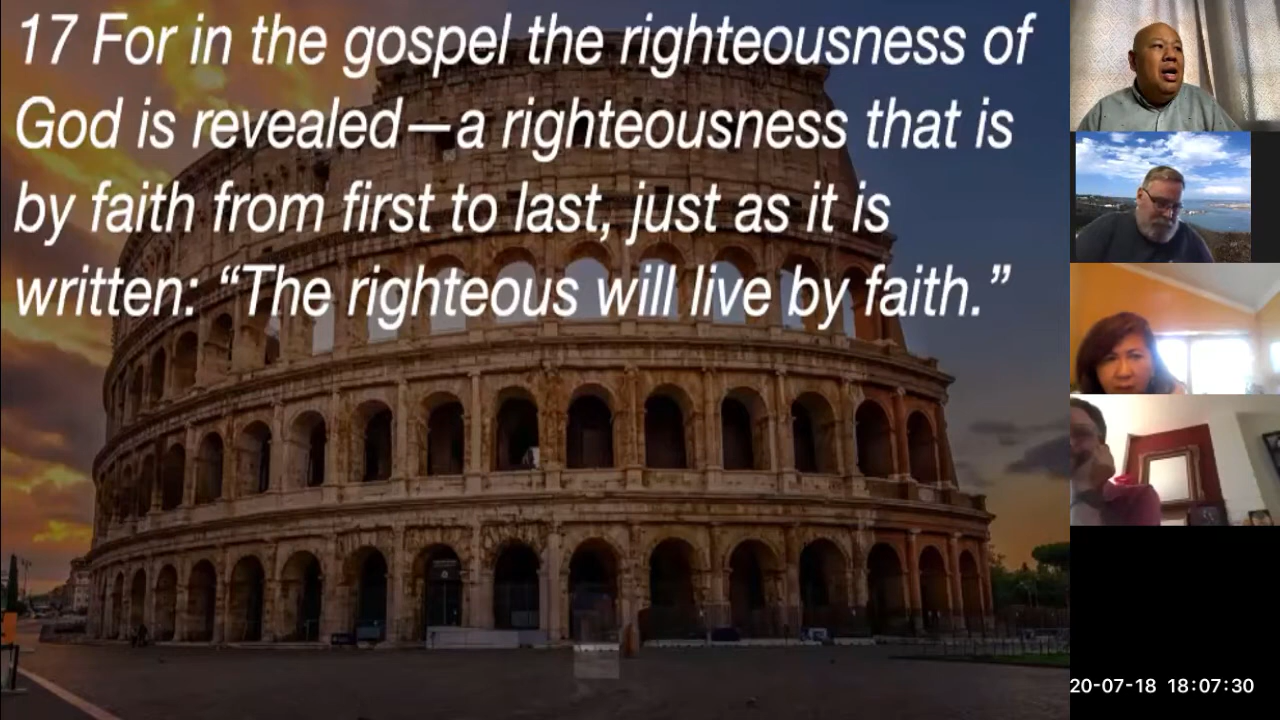 17 For in the gospel the righteousness of
God is revealed—a righteousness that is
by faith from first to last, just as it is
written: “The righteous will live by faith.”
20-07-18 18:07:30